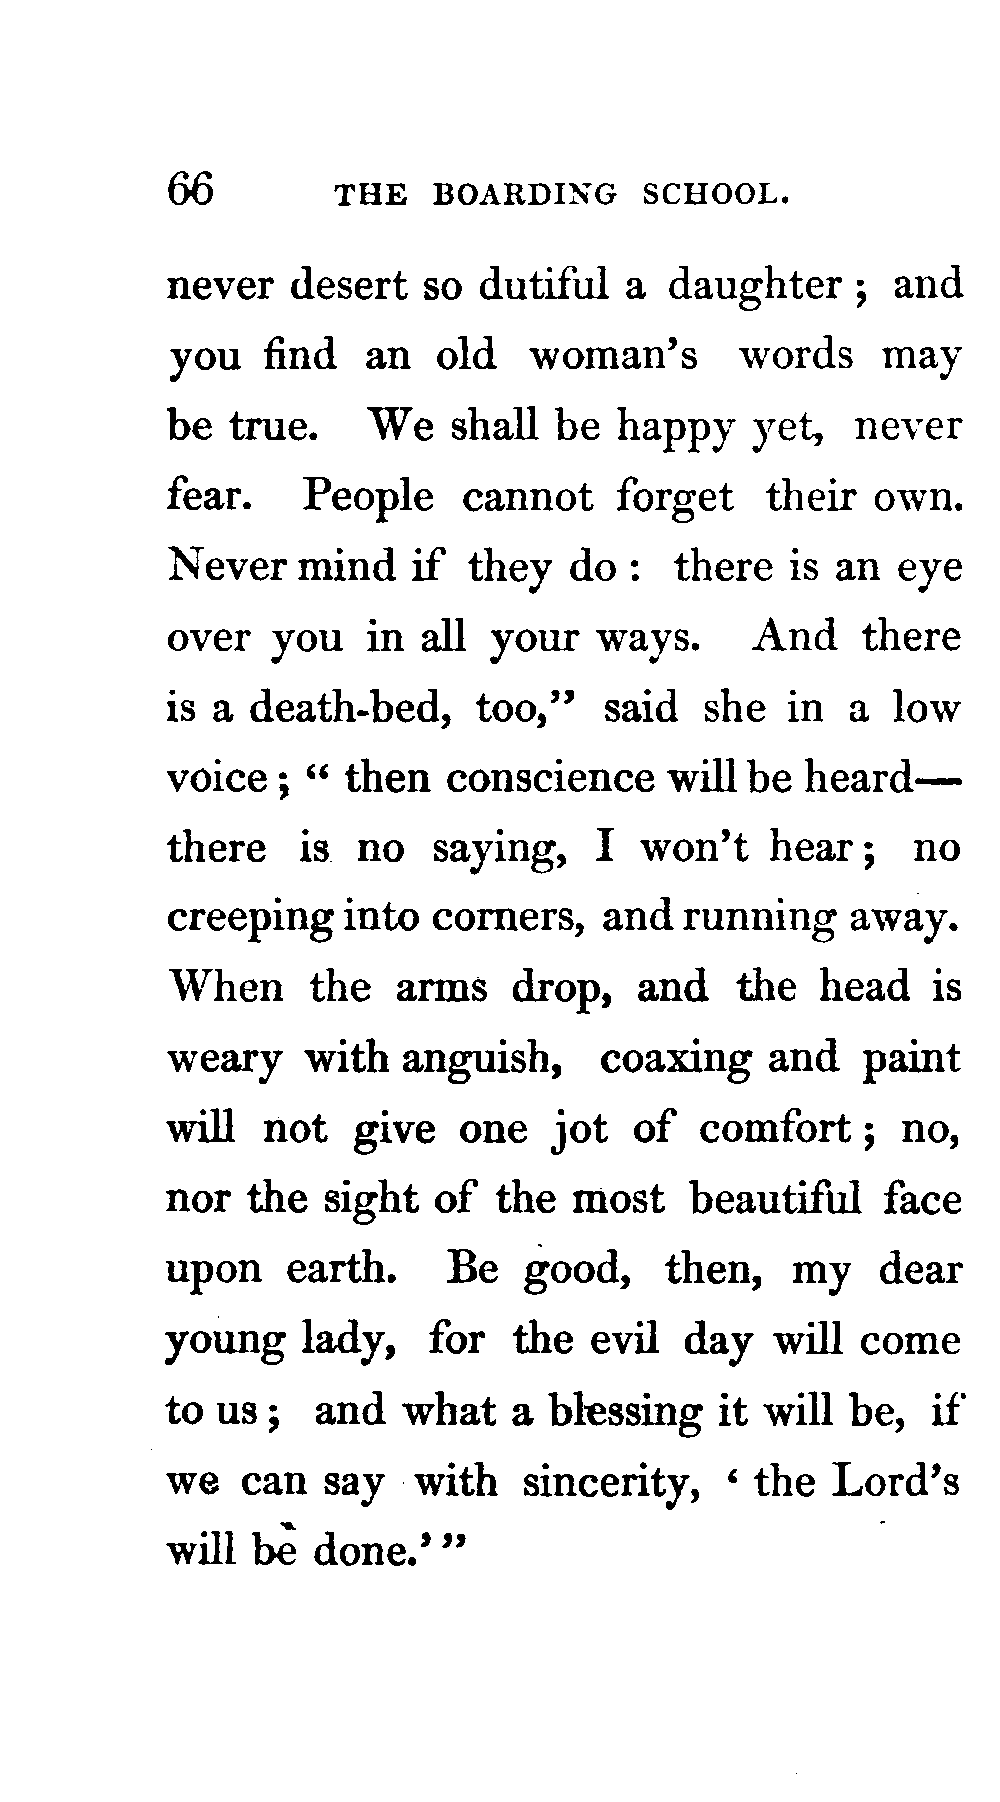 66 THE BOARDING SCHOOL.
never desert so dutiful a daughter ; and
you find an old woman's words may
be true. We shall be happy yet, never
fear. People cannot forget their own.
Never mind if they do : there is an eye
over you in all your ways. And there
is a death-bed, too,” said she in a low
voice ; “ then conscience will be heard—
there is no saying, I won't hear ; no
creeping into corners, and running away.
When the arms drop, and the head is
weary with anguish, coaxing and paint
will not give one jot of comfort ; no,
nor the sight of the most beautiful face
upon earth. Be good, then, my dear
young lady, for the evil day will come
to us ; and what a blessing it will be, if
we can say with sincerity, ‘ the Lord's
will be done.’ ”